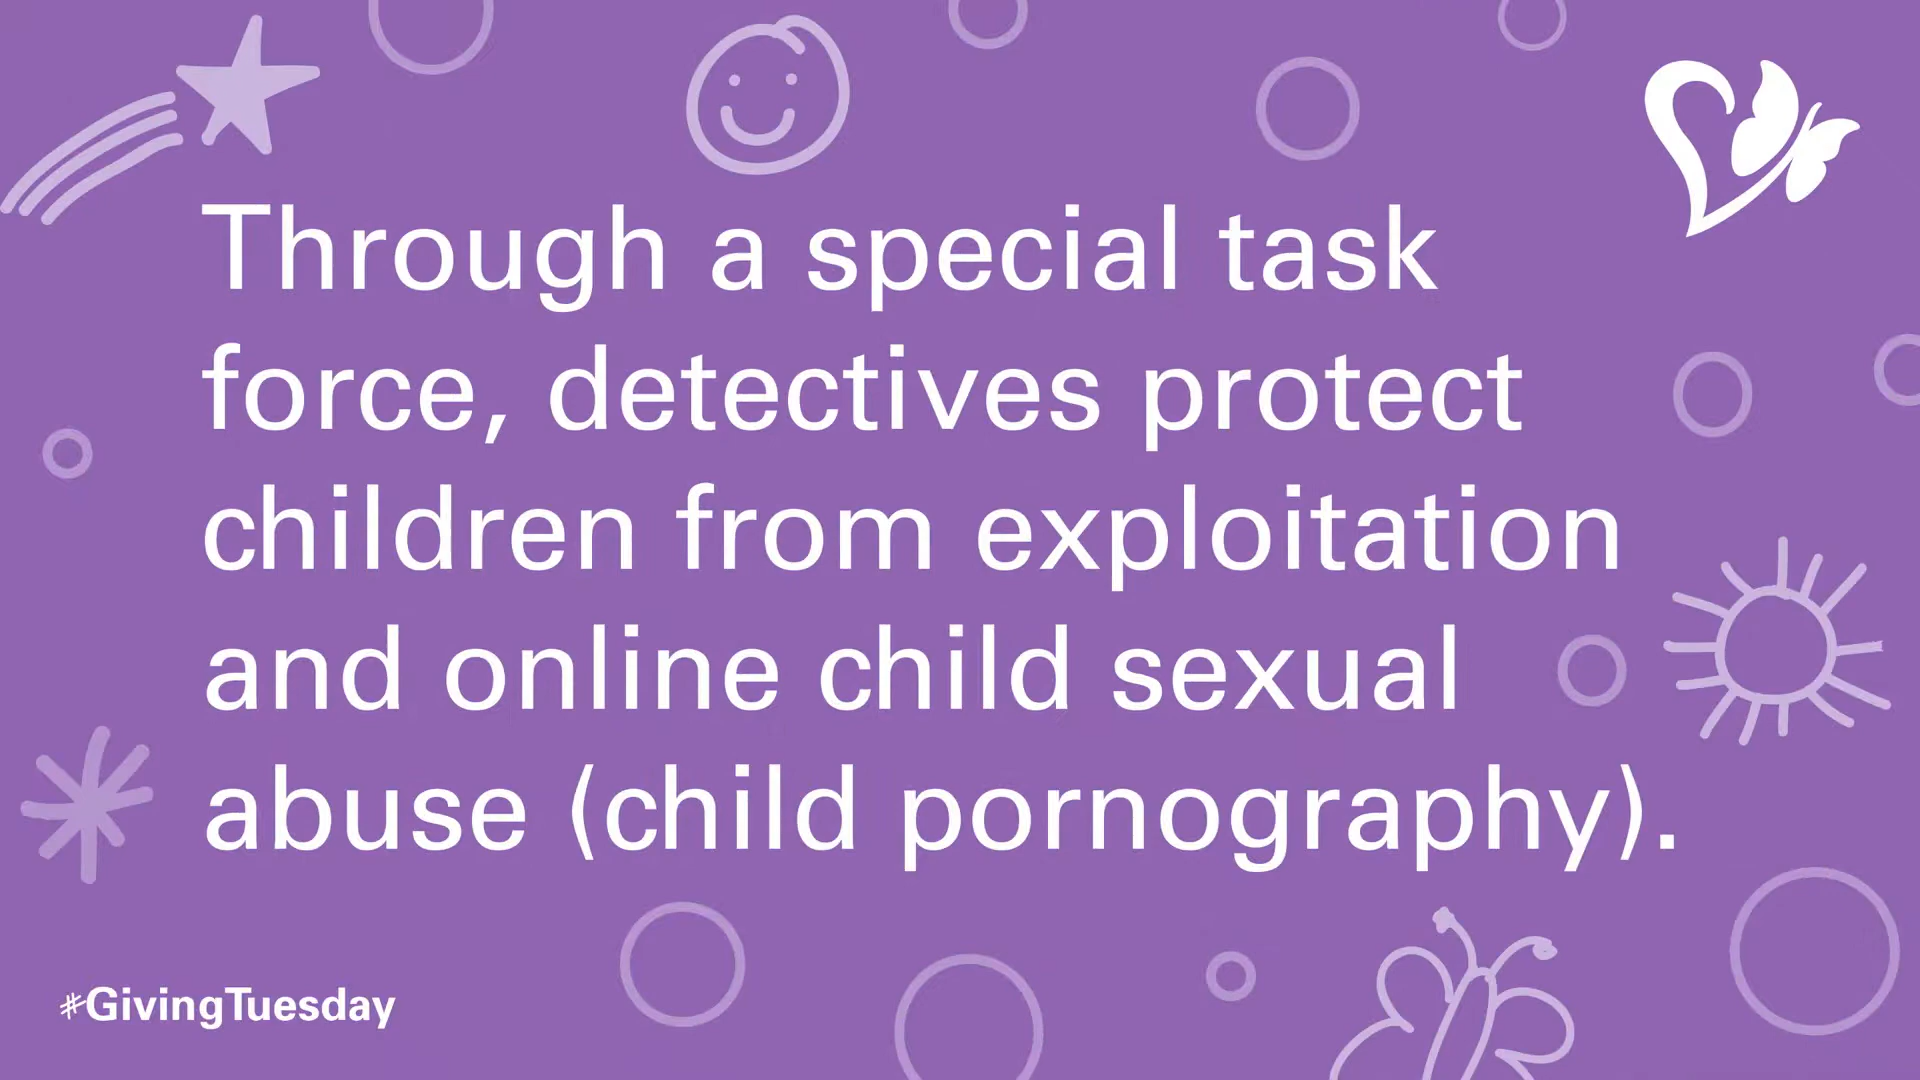 Through a special task
force, detectives protect
children from exploitation
and online child sexual
abuse (child pornography).
#GivingTuesday